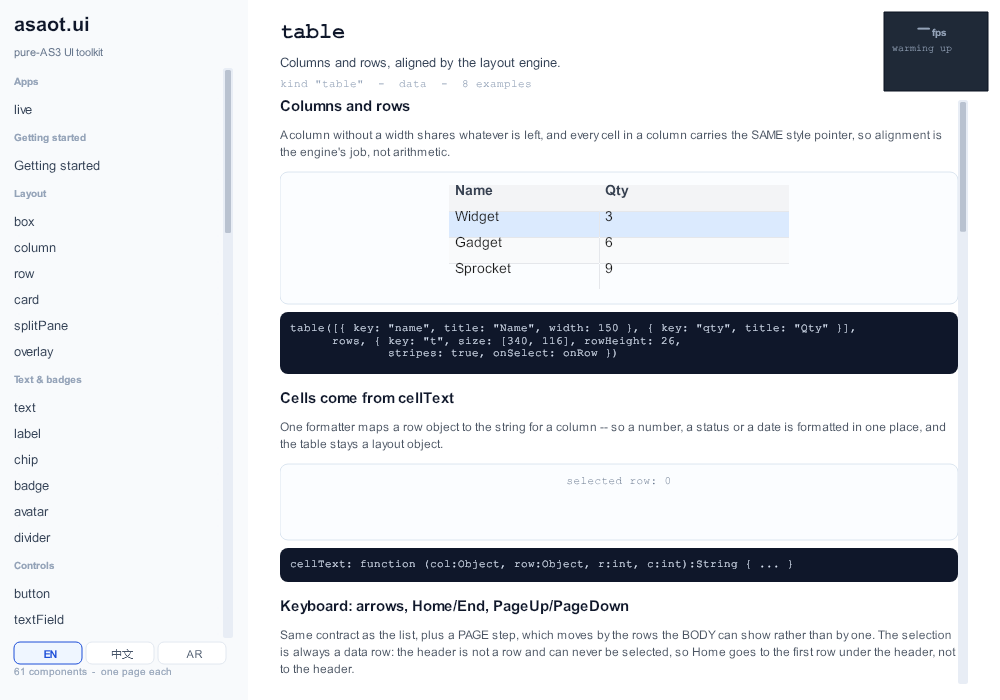 asaot.ui
pure-AS3 UI toolkit
Apps
live
Getting started
Getting started
Layout
box
column
row
card
splitPane
overlay
Text & badges
text
label
chip
badge
avatar
divider
Controls
button
textField
EN 中文 AR
61 components - one page each
table
Columns and rows, aligned by the layout engine.
kind "table" - data - 8 examples
fps
warming up
Columns and rows
A column without a width shares whatever is left, and every cell in a column carries the SAME style pointer, so alignment is
the engine's job, not arithmetic.
Name Qty
Widget 3
Gadget 6
Sprocket 9
table([{ key: "name", title: "Name", width: 150 }, { key: "qty", title: "Qty" }],
rows, { key: "t", size: [340, 116], rowHeight: 26,
stripes: true, onSelect: onRow })
Cells come from cellText
One formatter maps a row object to the string for a column -- so a number, a status or a date is formatted in one place, and
the table stays a layout object.
selected row: 0
cellText: function (col:Object, row:Object, r:int, c:int):String { ... }
Keyboard: arrows, Home/End, PageUp/PageDown
Same contract as the list, plus a PAGE step, which moves by the rows the BODY can show rather than by one. The selection
is always a data row: the header is not a row and can never be selected, so Home goes to the first row under the header, not
to the header.